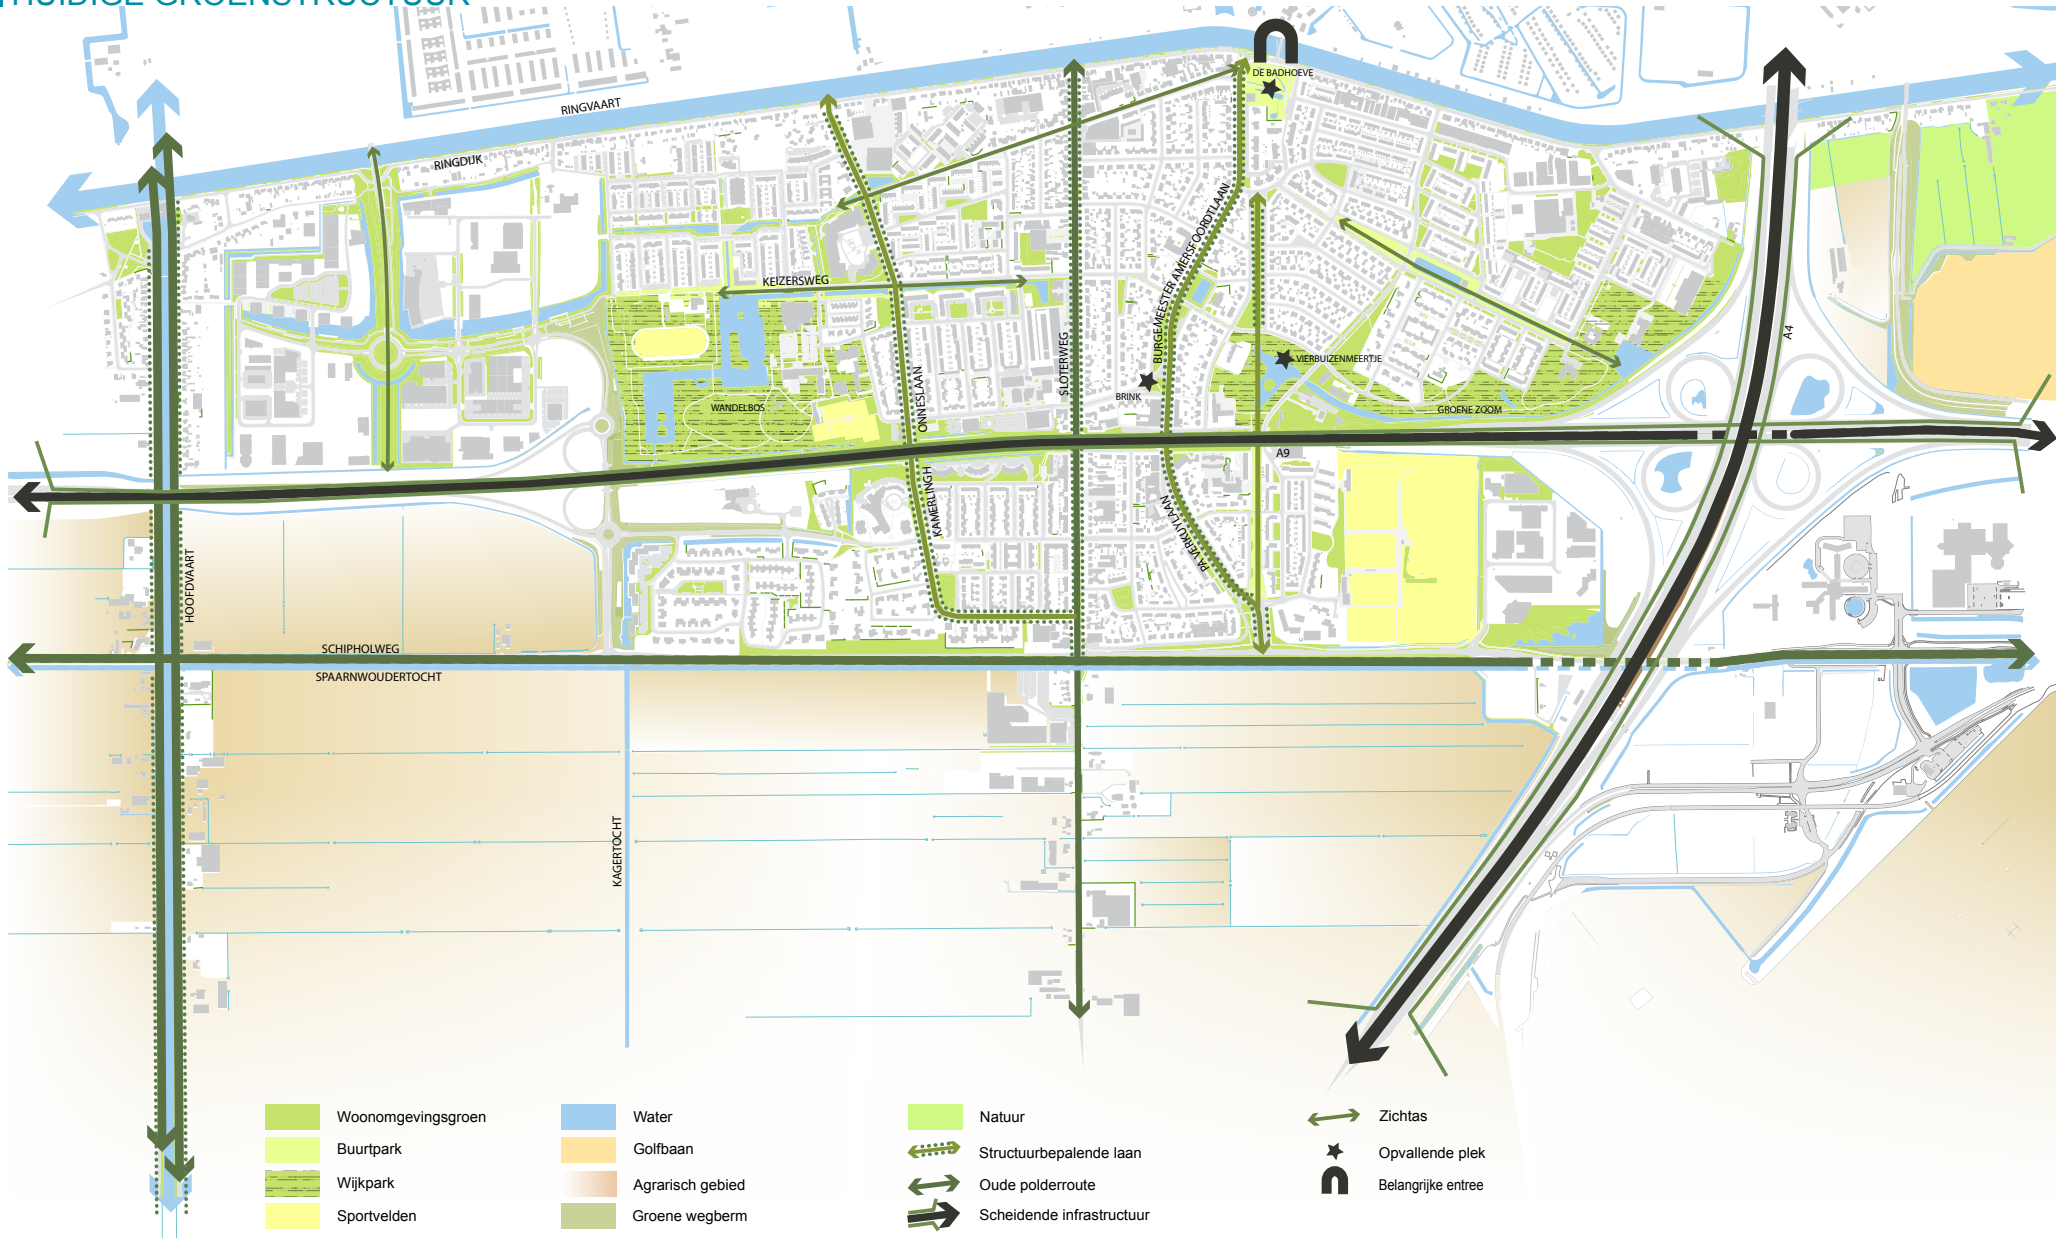 HUIDIGE GROENSTRUCTUUR
DE BADHOEVE
RINGVAART
RINGDIJK
BURGEMEESTER AMERSFOORDTLAAN
KEIZERSWEG
SLOTERWEG
A4
VIERBUIZENMEERTJE
BRINK
ONNESLAAN
WANDELBOS
GROENE ZOOM
A9
KAMERLINGH
PA VERKUYLAAN
HOOFDVAART
SCHIPHOLWEG
SPAARNWOUDERTOCHT
KAGERTOCHT
Woonomgevingsgroen
Buurtpark
Wijkpark
Sportvelden
Water
Golfbaan
Agrarisch gebied
Groene wegberm
Natuur
Structuurbepalende laan
Oude polderroute
Scheidende infrastructuur
Zichtas
Opvallende plek
Belangrijke entree